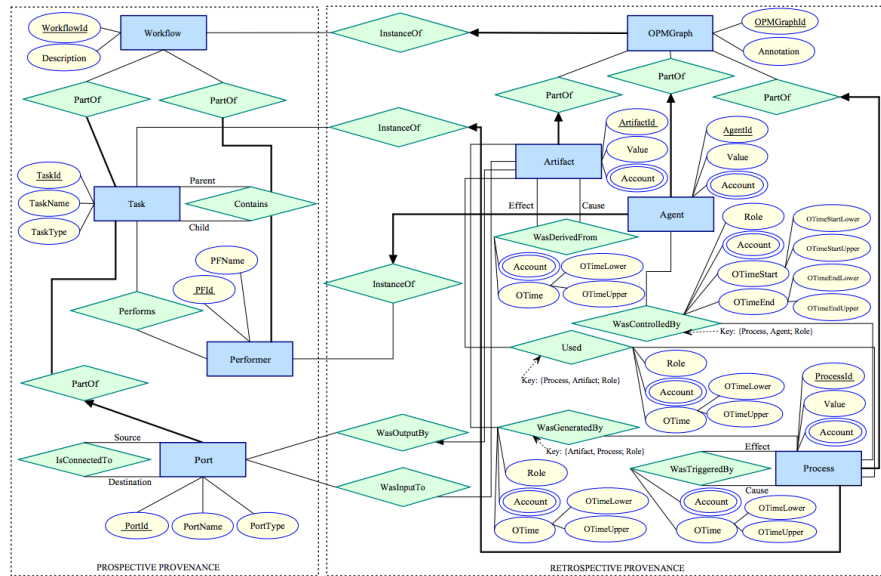 WorkflowId
Description
Workflow
InstanceOf
OPMGraph
OPMGraphId
Annotation
PartOf
PartOf
PartOf
PartOf
PartOf
InstanceOf
ArtifactId
Value
Account
Artifact
AgentId
Value
Account
Agent
TaskId
TaskName
TaskType
Task
Parent
Contains
Child
Effect
Cause
WasDerivedFrom
Account
OTime
OTimeLower
OTimeUpper
Role
Account
OTimeStart
OTimeEnd
OTimeStartLower
OTimeStartUpper
OTimeEndLower
OTimeEndUpper
PFName
PFId
InstanceOf
Performs
Performer
WasControlledBy
Key: {Process, Agent; Role}
Used
Key: {Process, Artifact; Role}
Role
Account
OTime
OTimeLower
OTimeUpper
ProcessId
Value
Account
PartOf
Source
IsConnectedTo
Destination
Port
WasOutputBy
WasInputTo
WasGeneratedBy
Key: {Artifact, Process; Role}
Effect
WasTriggeredBy
Cause
Process
PortId
PortName
PortType
Role
Account
OTime
OTimeLower
OTimeUpper
Account
OTime
OTimeLower
OTimeUpper
PROSPECTIVE PROVENANCE
RETROSPECTIVE PROVENANCE